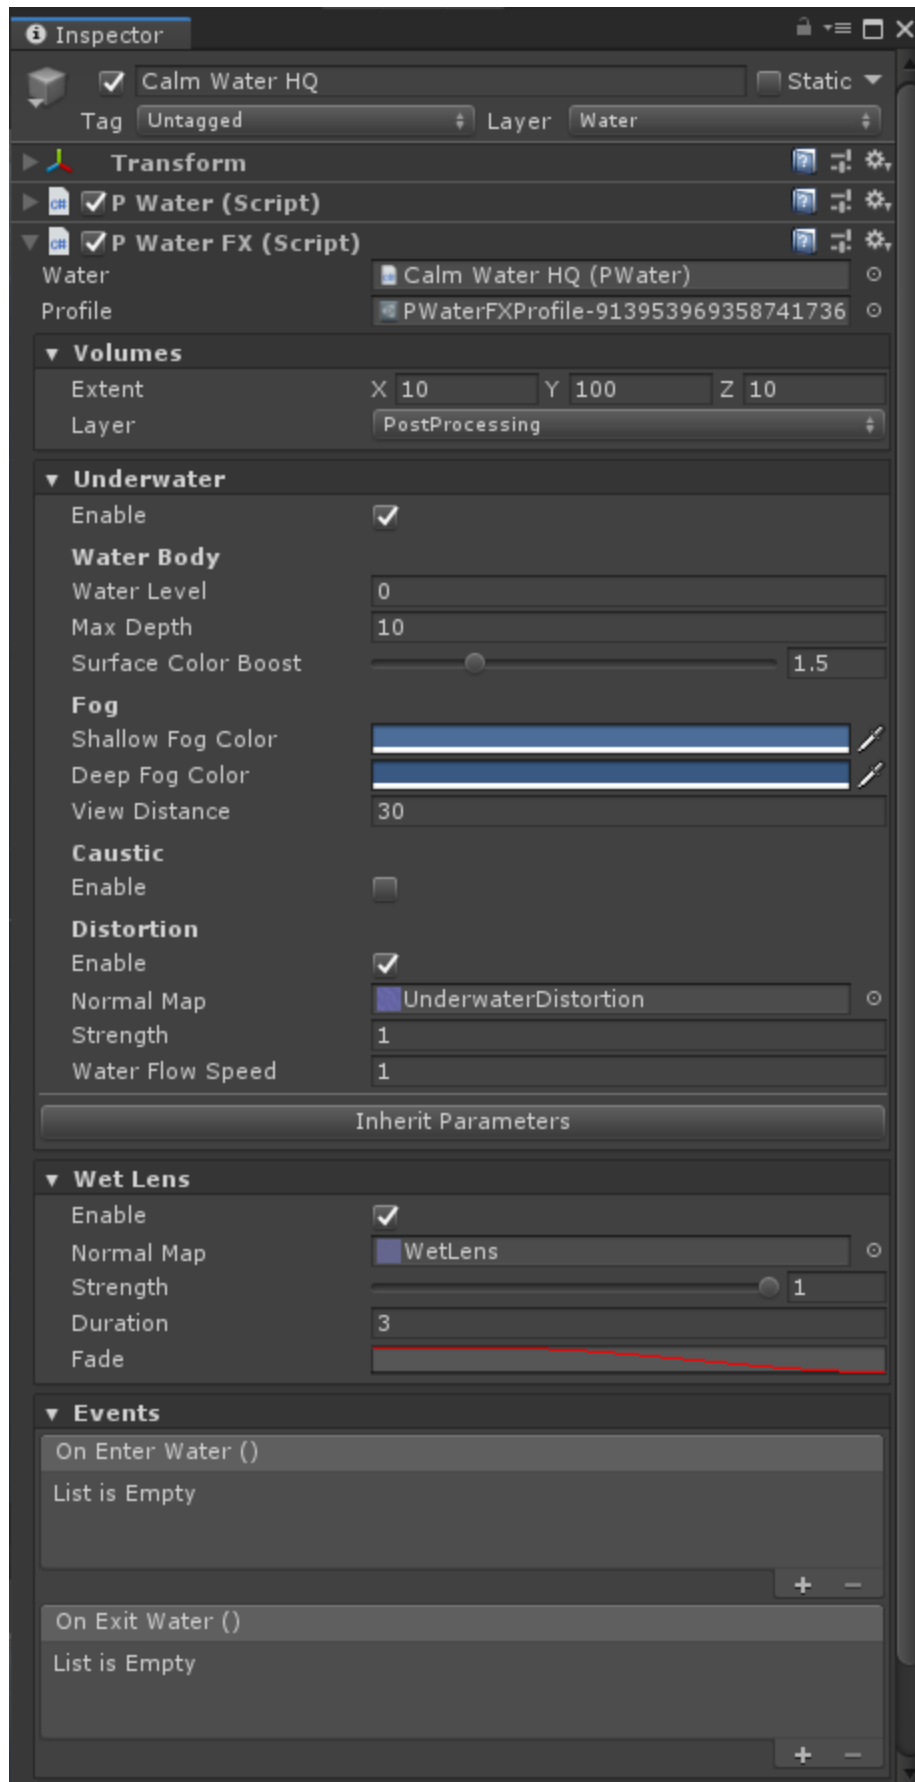 Inspector
Calm Water HQ Static
Tag Untagged Layer Water
Transform
P Water (Script)
P Water FX (Script)
Water Calm Water HQ (PWater)
Profile PWaterFXProfile-913953969358741736
Volumes
Extent X 10 Y 100 Z 10
Layer PostProcessing
Underwater
Enable
Water Body
Water Level 0
Max Depth 10
Surface Color Boost 1.5
Fog
Shallow Fog Color
Deep Fog Color
View Distance 30
Caustic
Enable
Distortion
Enable
Normal Map UnderwaterDistortion
Strength 1
Water Flow Speed 1
Inherit Parameters
Wet Lens
Enable
Normal Map WetLens
Strength 1
Duration 3
Fade
Events
On Enter Water ()
List is Empty
On Exit Water ()
List is Empty